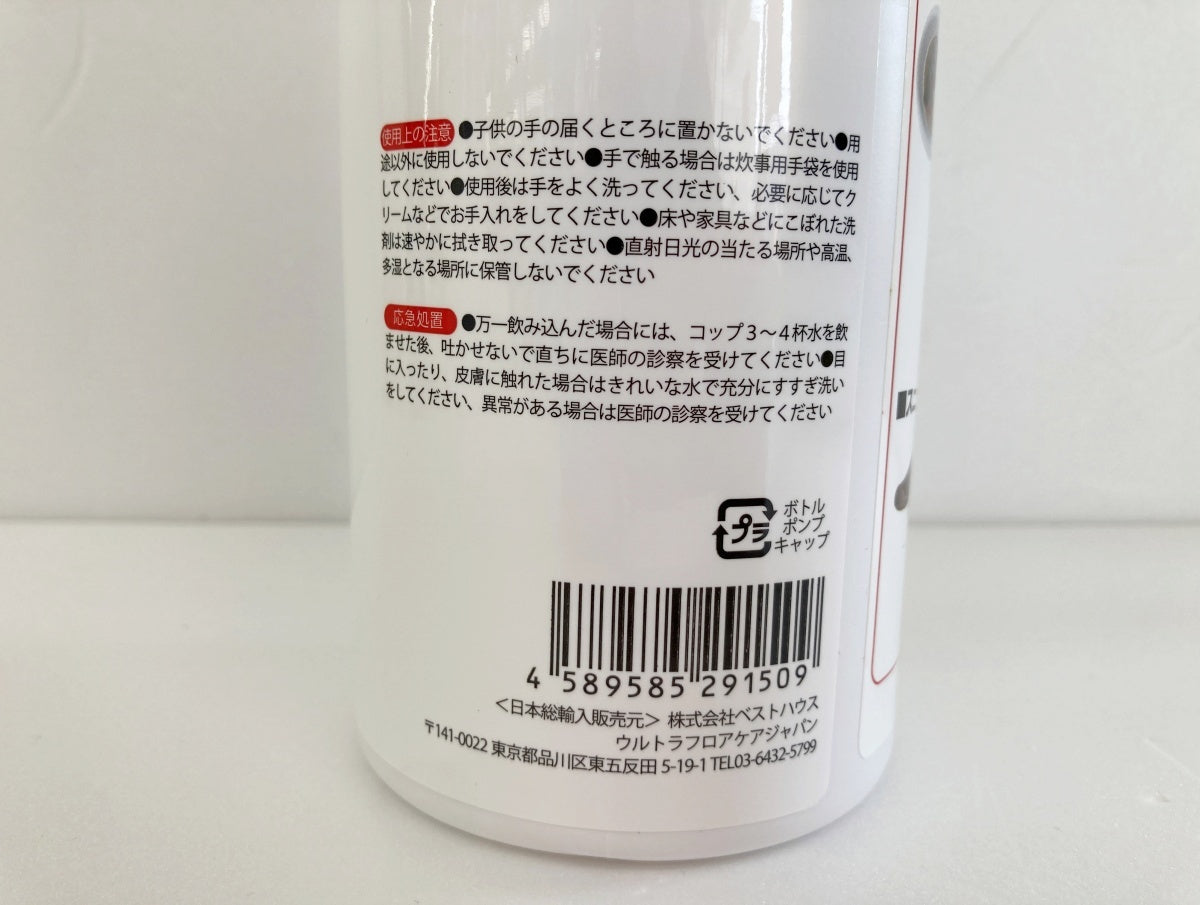 使用上の注意 ●子供の手の届くところに置かないでください●用
途以外に使用しないでください●手で触る場合は炊事用手袋を使用
してください●使用後は手をよく洗ってください、必要に応じてク
リームなどでお手入れをしてください●床や家具などにこぼれた洗
剤は速やかに拭き取ってください●直射日光の当たる場所や高温、
多湿となる場所に保管しないでください
応急処置 ●万一飲み込んだ場合には、コップ3～4杯水を飲
ませた後、吐かせないで直ちに医師の診察を受けてください●目
に入ったり、皮膚に触れた場合はきれいな水で充分にすすぎ洗い
をしてください、異常がある場合は医師の診察を受けてください
プラ
ボトル
ポンプ
キャップ
4 589585 291509
＜日本総輸入販売元＞ 株式会社ベストハウス
ウルトラフロアケアジャパン
〒141-0022 東京都品川区東五反田 5-19-1 TEL03-6432-5799